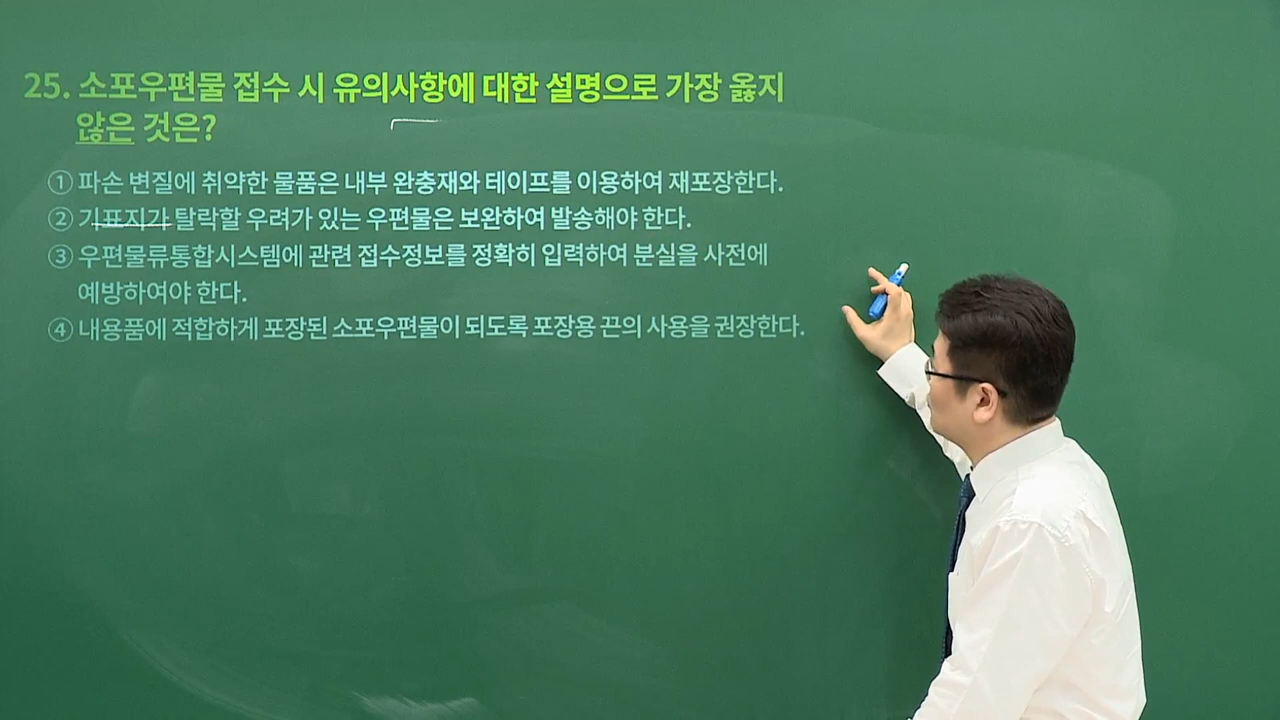 25. 소포우편물 접수 시 유의사항에 대한 설명으로 가장 옳지
않은 것은?
① 파손 변질에 취약한 물품은 내부 완충재와 테이프를 이용하여 재포장한다.
② 기표지가 탈락할 우려가 있는 우편물은 보완하여 발송해야 한다.
③ 우편물류통합시스템에 관련 접수정보를 정확히 입력하여 분실을 사전에
예방하여야 한다.
④ 내용품에 적합하게 포장된 소포우편물이 되도록 포장용 끈의 사용을 권장한다.